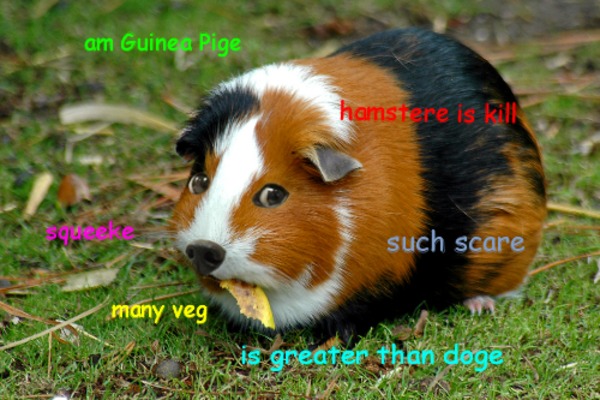 am Guinea Pige
hamstere is kill
squeeke
such scare
many veg
is greater than doge